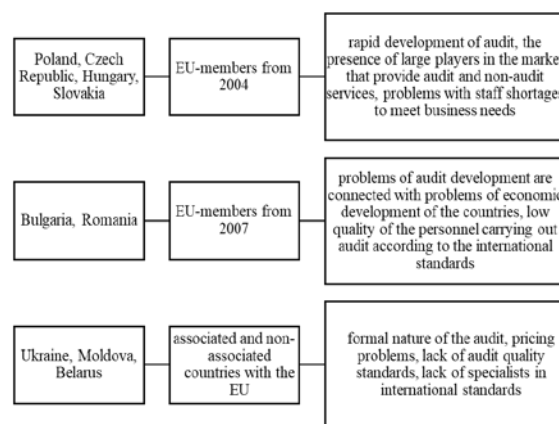 Poland, Czech
Republic, Hungary,
Slovakia
EU-members from
2004
rapid development of audit, the
presence of large players in the market
that provide audit and non-audit
services, problems with staff shortages
to meet business needs
Bulgaria, Romania
EU-members from
2007
problems of audit development are
connected with problems of economic
development of the countries, low
quality of the personnel carrying out
audit according to the international
standards
Ukraine, Moldova,
Belarus
associated and non-
associated
countries with the
EU
formal nature of the audit, pricing
problems, lack of audit quality
standards, lack of specialists in
international standards